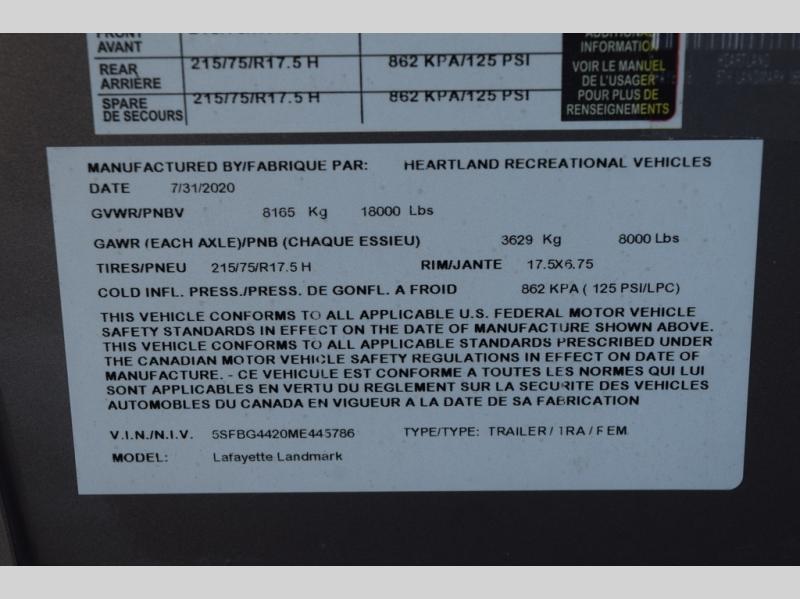 FRONT
AVANT
REAR 215/75/R17.5 H 862 KPA/125 PSI
ARRIÈRE
SPARE 215/75/R17.5 H 862 KPA/125 PSI
DE SECOURS
ADDITIONAL
INFORMATION
VOIR LE MANUEL
DE L'USAGER
POUR PLUS DE
RENSEIGNEMENTS
HEARTLAND
MANUFACTURED BY/FABRIQUE PAR: HEARTLAND RECREATIONAL VEHICLES
DATE 7/31/2020
GVWR/PNBV 8165 Kg 18000 Lbs
GAWR (EACH AXLE)/PNB (CHAQUE ESSIEU) 3629 Kg 8000 Lbs
TIRES/PNEU 215/75/R17.5 H RIM/JANTE 17.5X6.75
COLD INFL. PRESS./PRESS. DE GONFL. A FROID 862 KPA ( 125 PSI/LPC)
THIS VEHICLE CONFORMS TO ALL APPLICABLE U.S. FEDERAL MOTOR VEHICLE
SAFETY STANDARDS IN EFFECT ON THE DATE OF MANUFACTURE SHOWN ABOVE.
THIS VEHICLE CONFORMS TO ALL APPLICABLE STANDARDS PRESCRIBED UNDER
THE CANADIAN MOTOR VEHICLE SAFETY REGULATIONS IN EFFECT ON DATE OF
MANUFACTURE. - CE VEHICULE EST CONFORME A TOUTES LES NORMES QUI LUI
SONT APPLICABLES EN VERTU DU REGLEMENT SUR LA SECURITE DES VEHICLES
AUTOMOBILES DU CANADA EN VIGUEUR A LA DATE DE SA FABRICATION
V.I.N./N.I.V. 5SFBG4420ME445786 TYPE/TYPE: TRAILER / TRA / F EM
MODEL: Lafayette Landmark